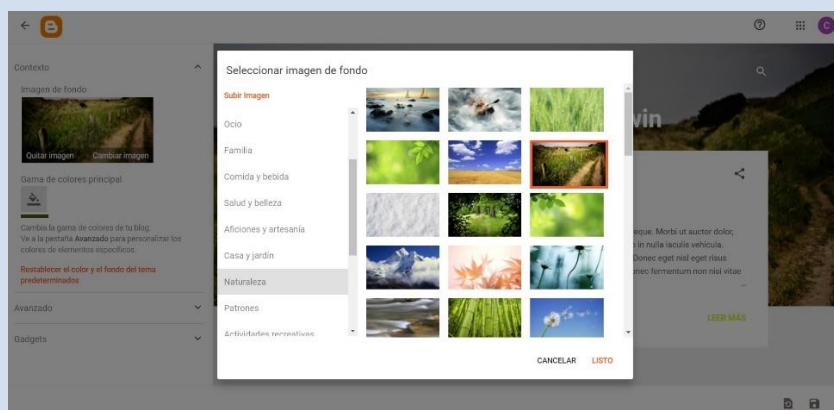 C
Contexto
Imagen de fondo
Quitar imagen Cambiar imagen
Gama de colores principal
Cambia la gama de colores de tu blog.
Ve a la pestaña Avanzado para personalizar los
colores de elementos específicos.
Restablecer el color y el fondo del tema
predeterminados
Avanzado
Gadgets
Seleccionar imagen de fondo
Subir Imagen
Ocio
Familia
Comida y bebida
Salud y belleza
Aficiones y artesanía
Casa y jardín
Naturaleza
Patrones
Actividades recreativas
CANCELAR LISTO
win
eque. Morbi ut auctor dolor,
in nulla iaculis vehicula.
Donec eget nisl eget risus
onec fermentum non nisl vitae
...
LEER MÁS